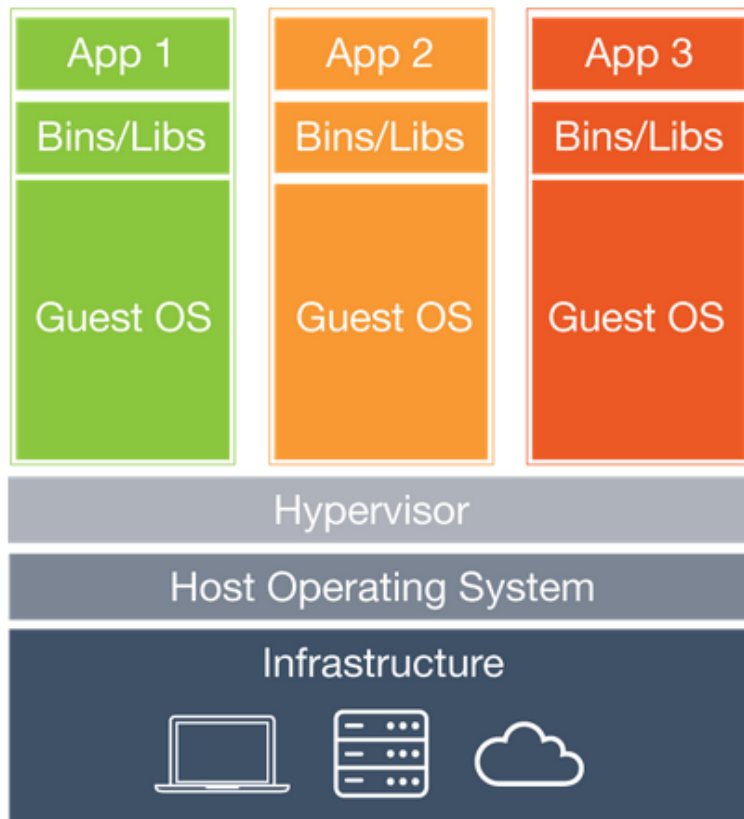 App 1
App 2
App 3
Bins/Libs
Bins/Libs
Bins/Libs
Guest OS
Guest OS
Guest OS
Hypervisor
Host Operating System
Infrastructure